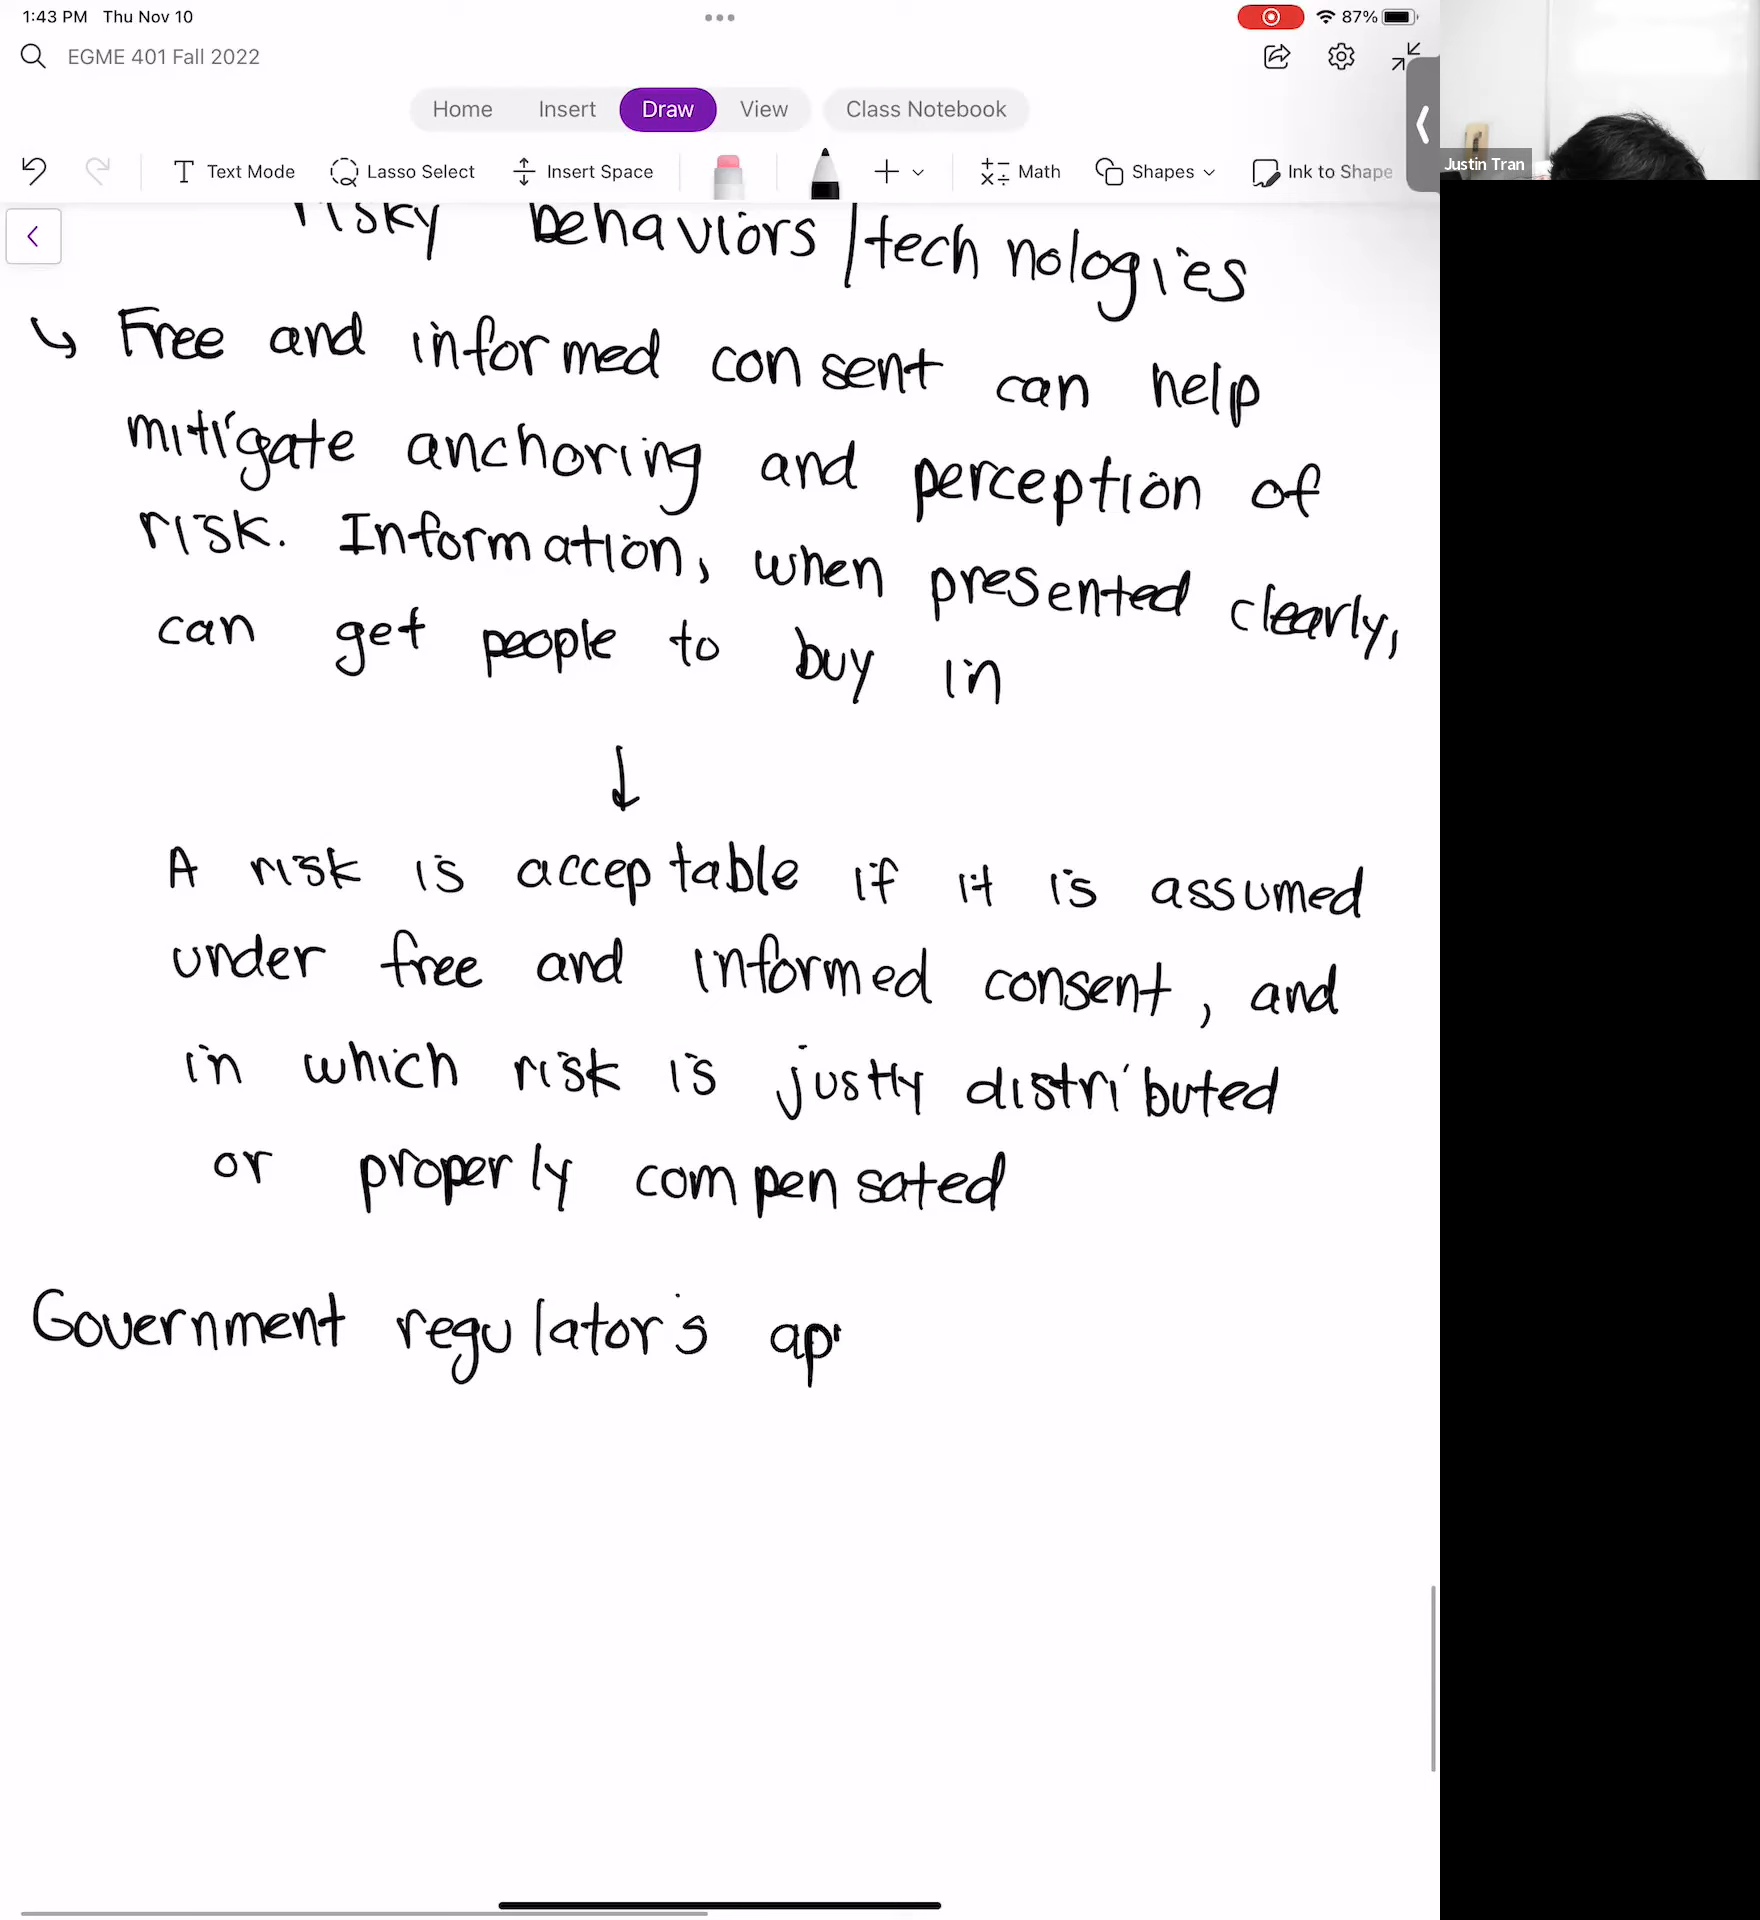 1:43 PM Thu Nov 10
87%
EGME 401 Fall 2022
Home Insert Draw View Class Notebook
Text Mode Lasso Select Insert Space Math Shapes Ink to Shape
Justin Tran
risky behaviors/technologies
↳ Free and informed consent can help
mitigate anchoring and perception of
risk. Information, when presented clearly,
can get people to buy in
↓
A risk is acceptable if it is assumed
under free and informed consent, and
in which risk is justly distributed
or properly compensated
Government regulator's ap